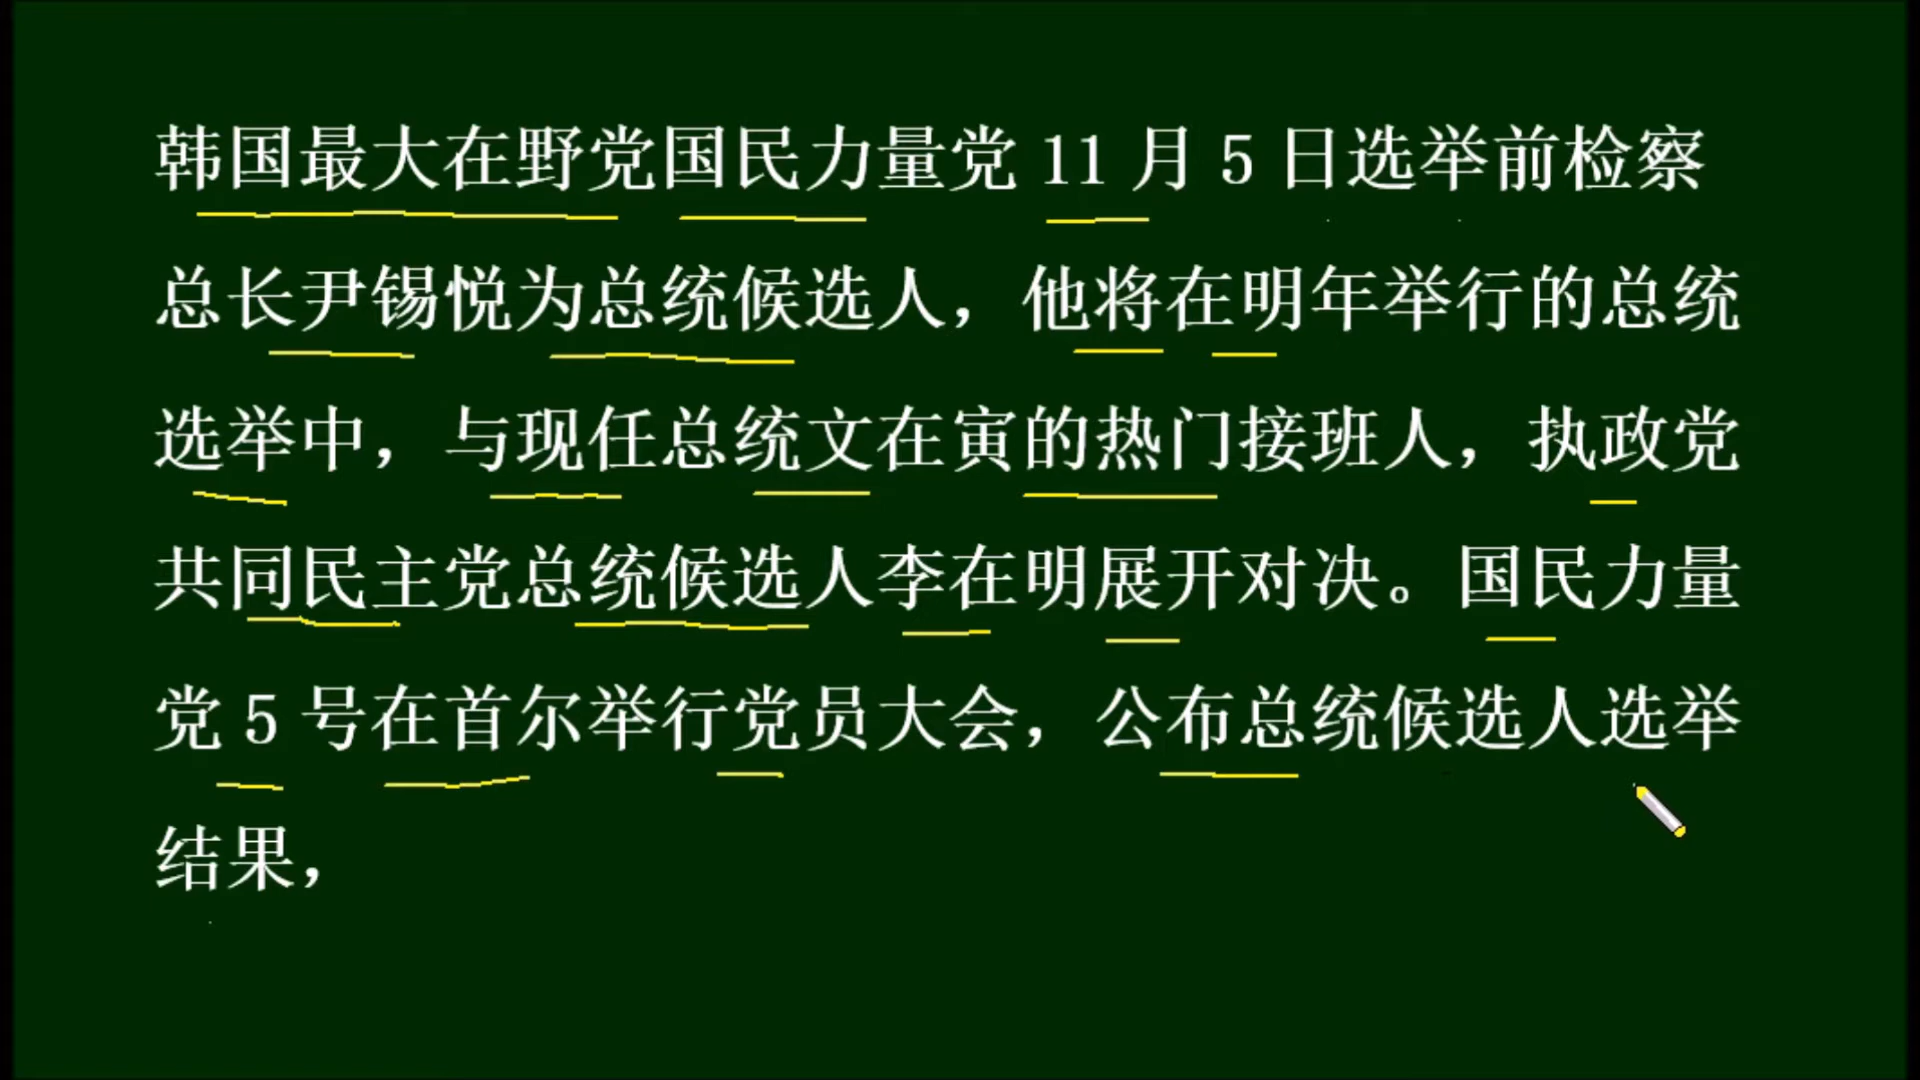 韩国最大在野党国民力量党 11 月 5 日选举前检察
总长尹锡悦为总统候选人，他将在明年举行的总统
选举中，与现任总统文在寅的热门接班人，执政党
共同民主党总统候选人李在明展开对决。国民力量
党 5 号在首尔举行党员大会，公布总统候选人选举
结果，